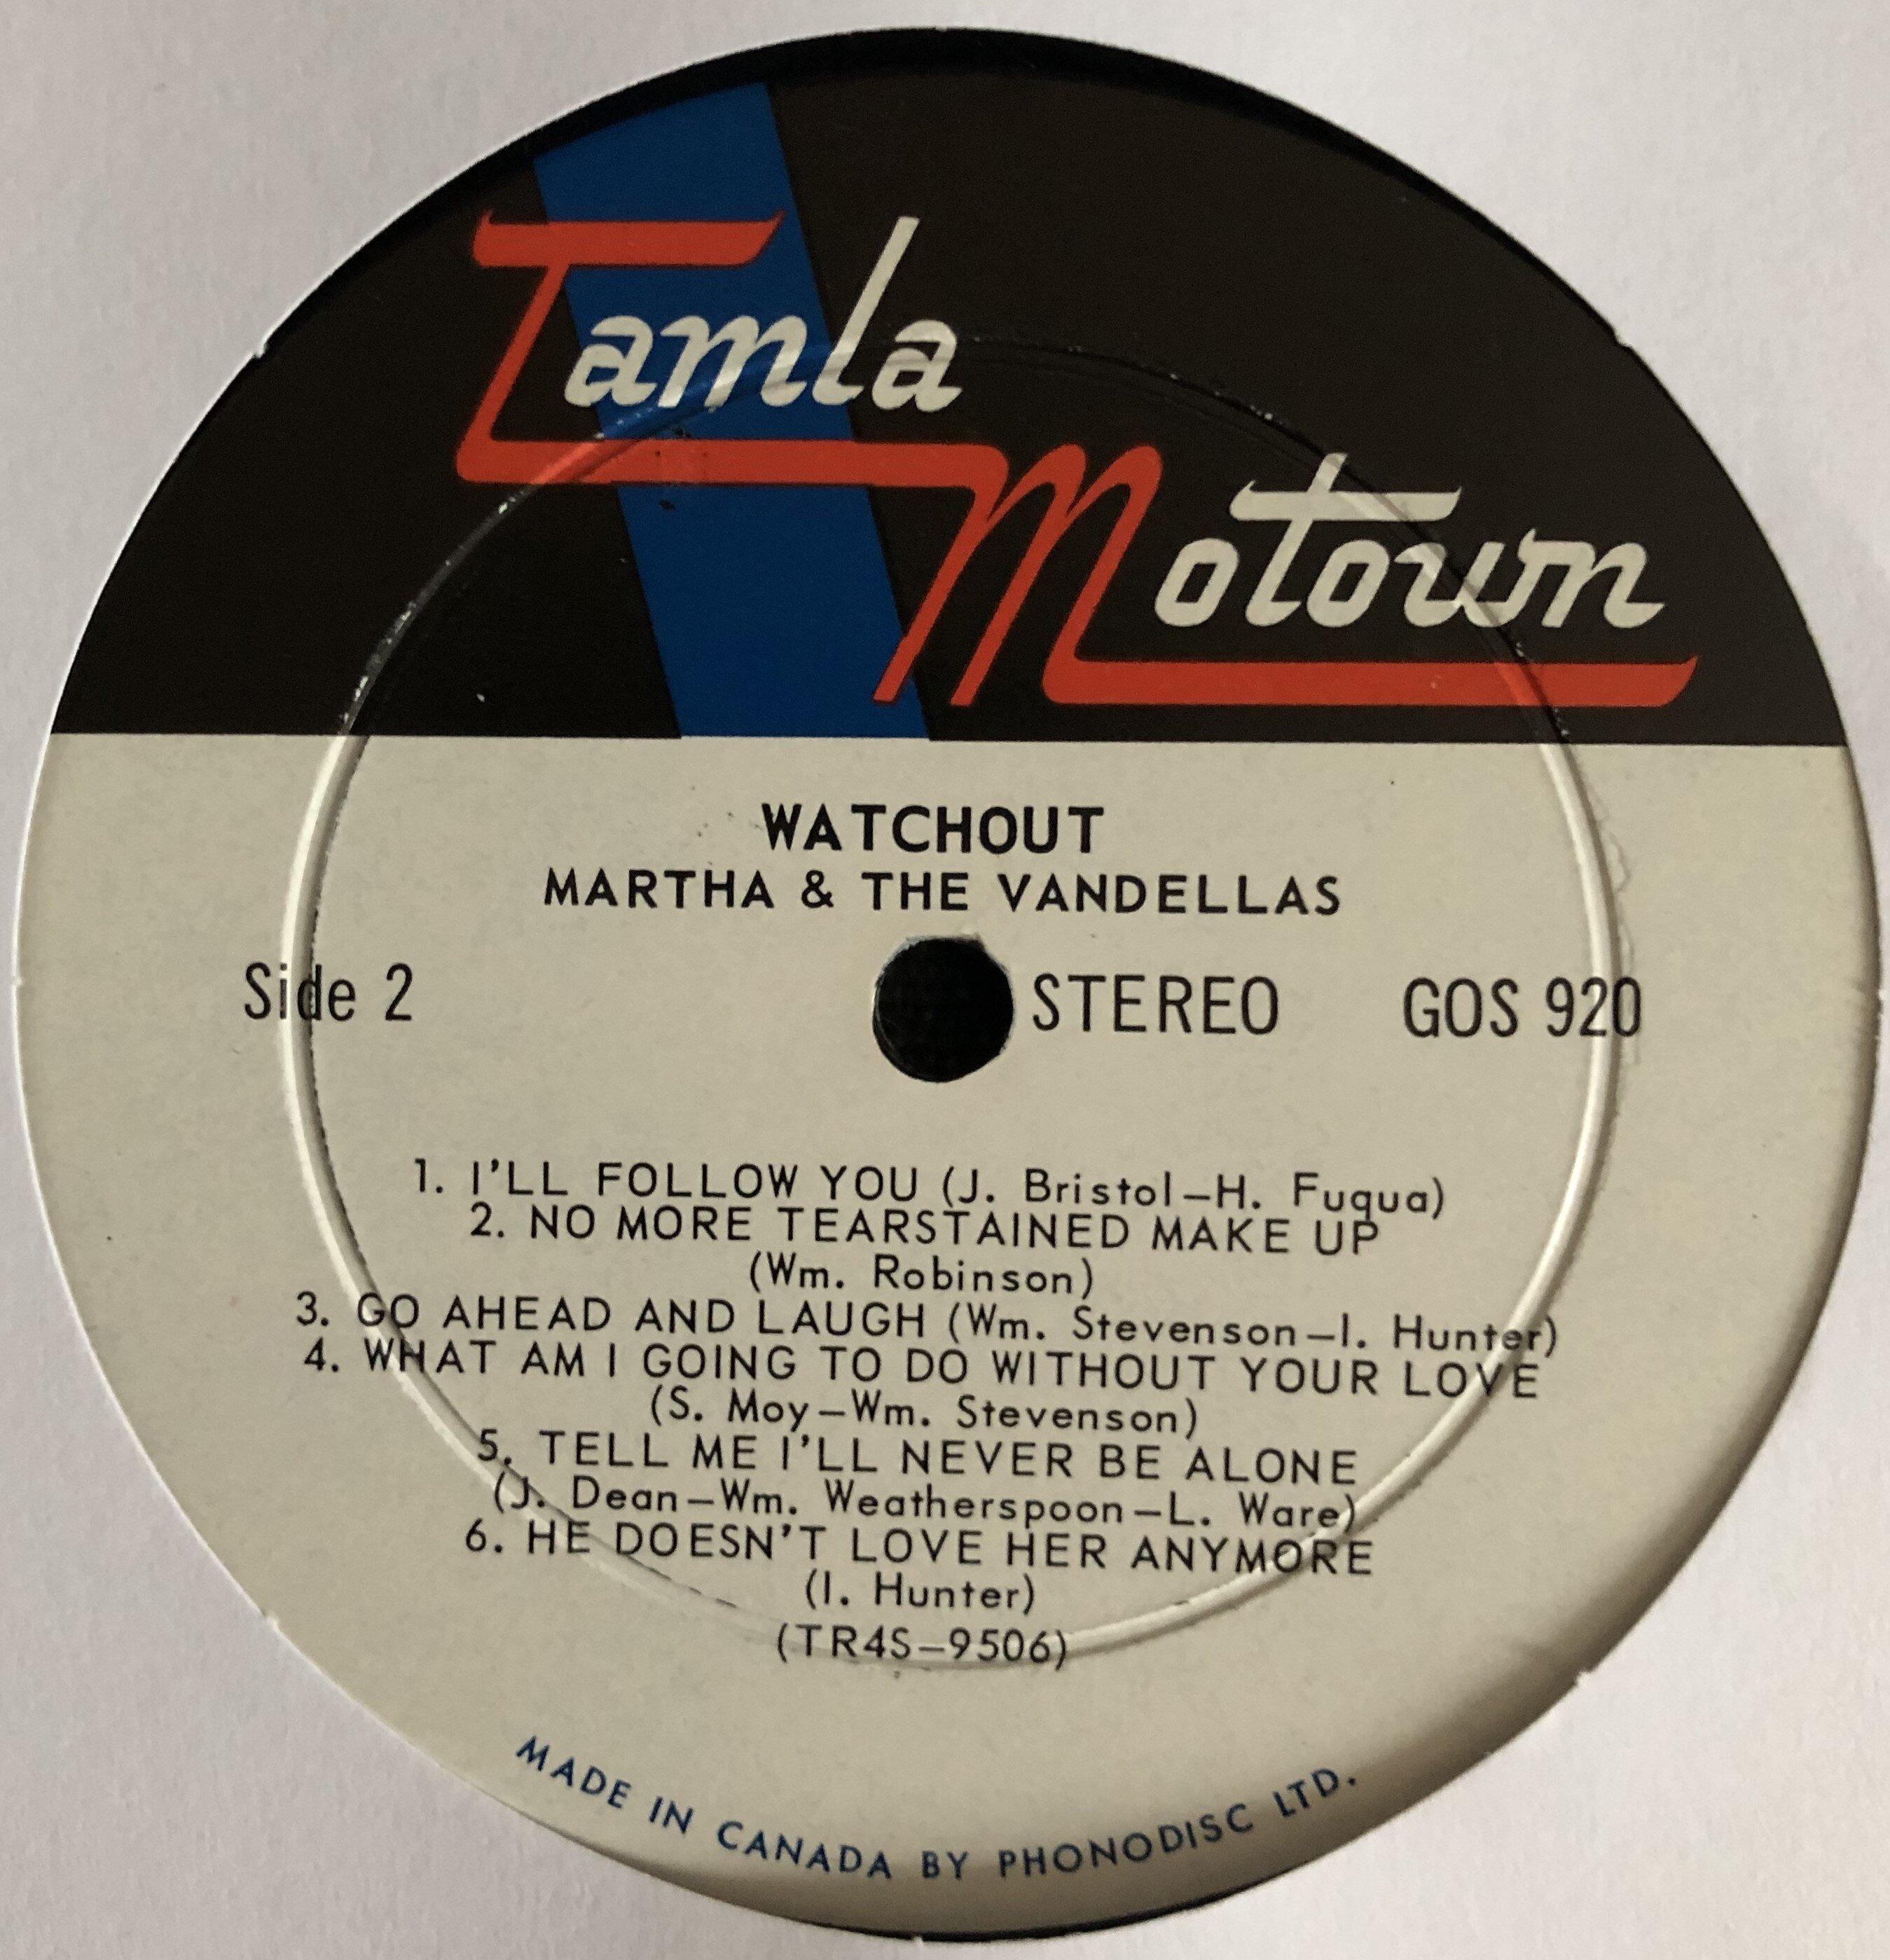 Tamla
Motown
WATCHOUT
MARTHA & THE VANDELLAS
Side 2 STEREO GOS 920
1. I'LL FOLLOW YOU (J. Bristol–H. Fuqua)
2. NO MORE TEARSTAINED MAKE UP
(Wm. Robinson)
3. GO AHEAD AND LAUGH (Wm. Stevenson–I. Hunter)
4. WHAT AM I GOING TO DO WITHOUT YOUR LOVE
(S. Moy–Wm. Stevenson)
5. TELL ME I'LL NEVER BE ALONE
(J. Dean–Wm. Weatherspoon–L. Ware)
6. HE DOESN'T LOVE HER ANYMORE
(I. Hunter)
(TR4S–9506)
MADE IN CANADA BY PHONODISC LTD.